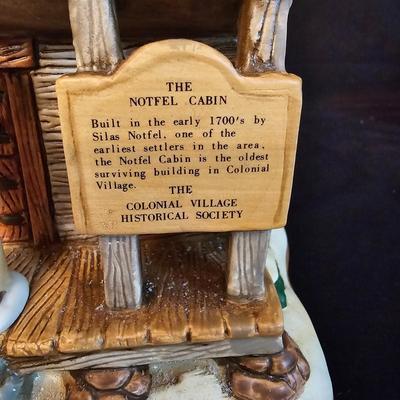 THE
NOTFEL CABIN
Built in the early 1700's by
Silas Notfel, one of the
earliest settlers in the area,
the Notfel Cabin is the oldest
surviving building in Colonial
Village.
THE
COLONIAL VILLAGE
HISTORICAL SOCIETY